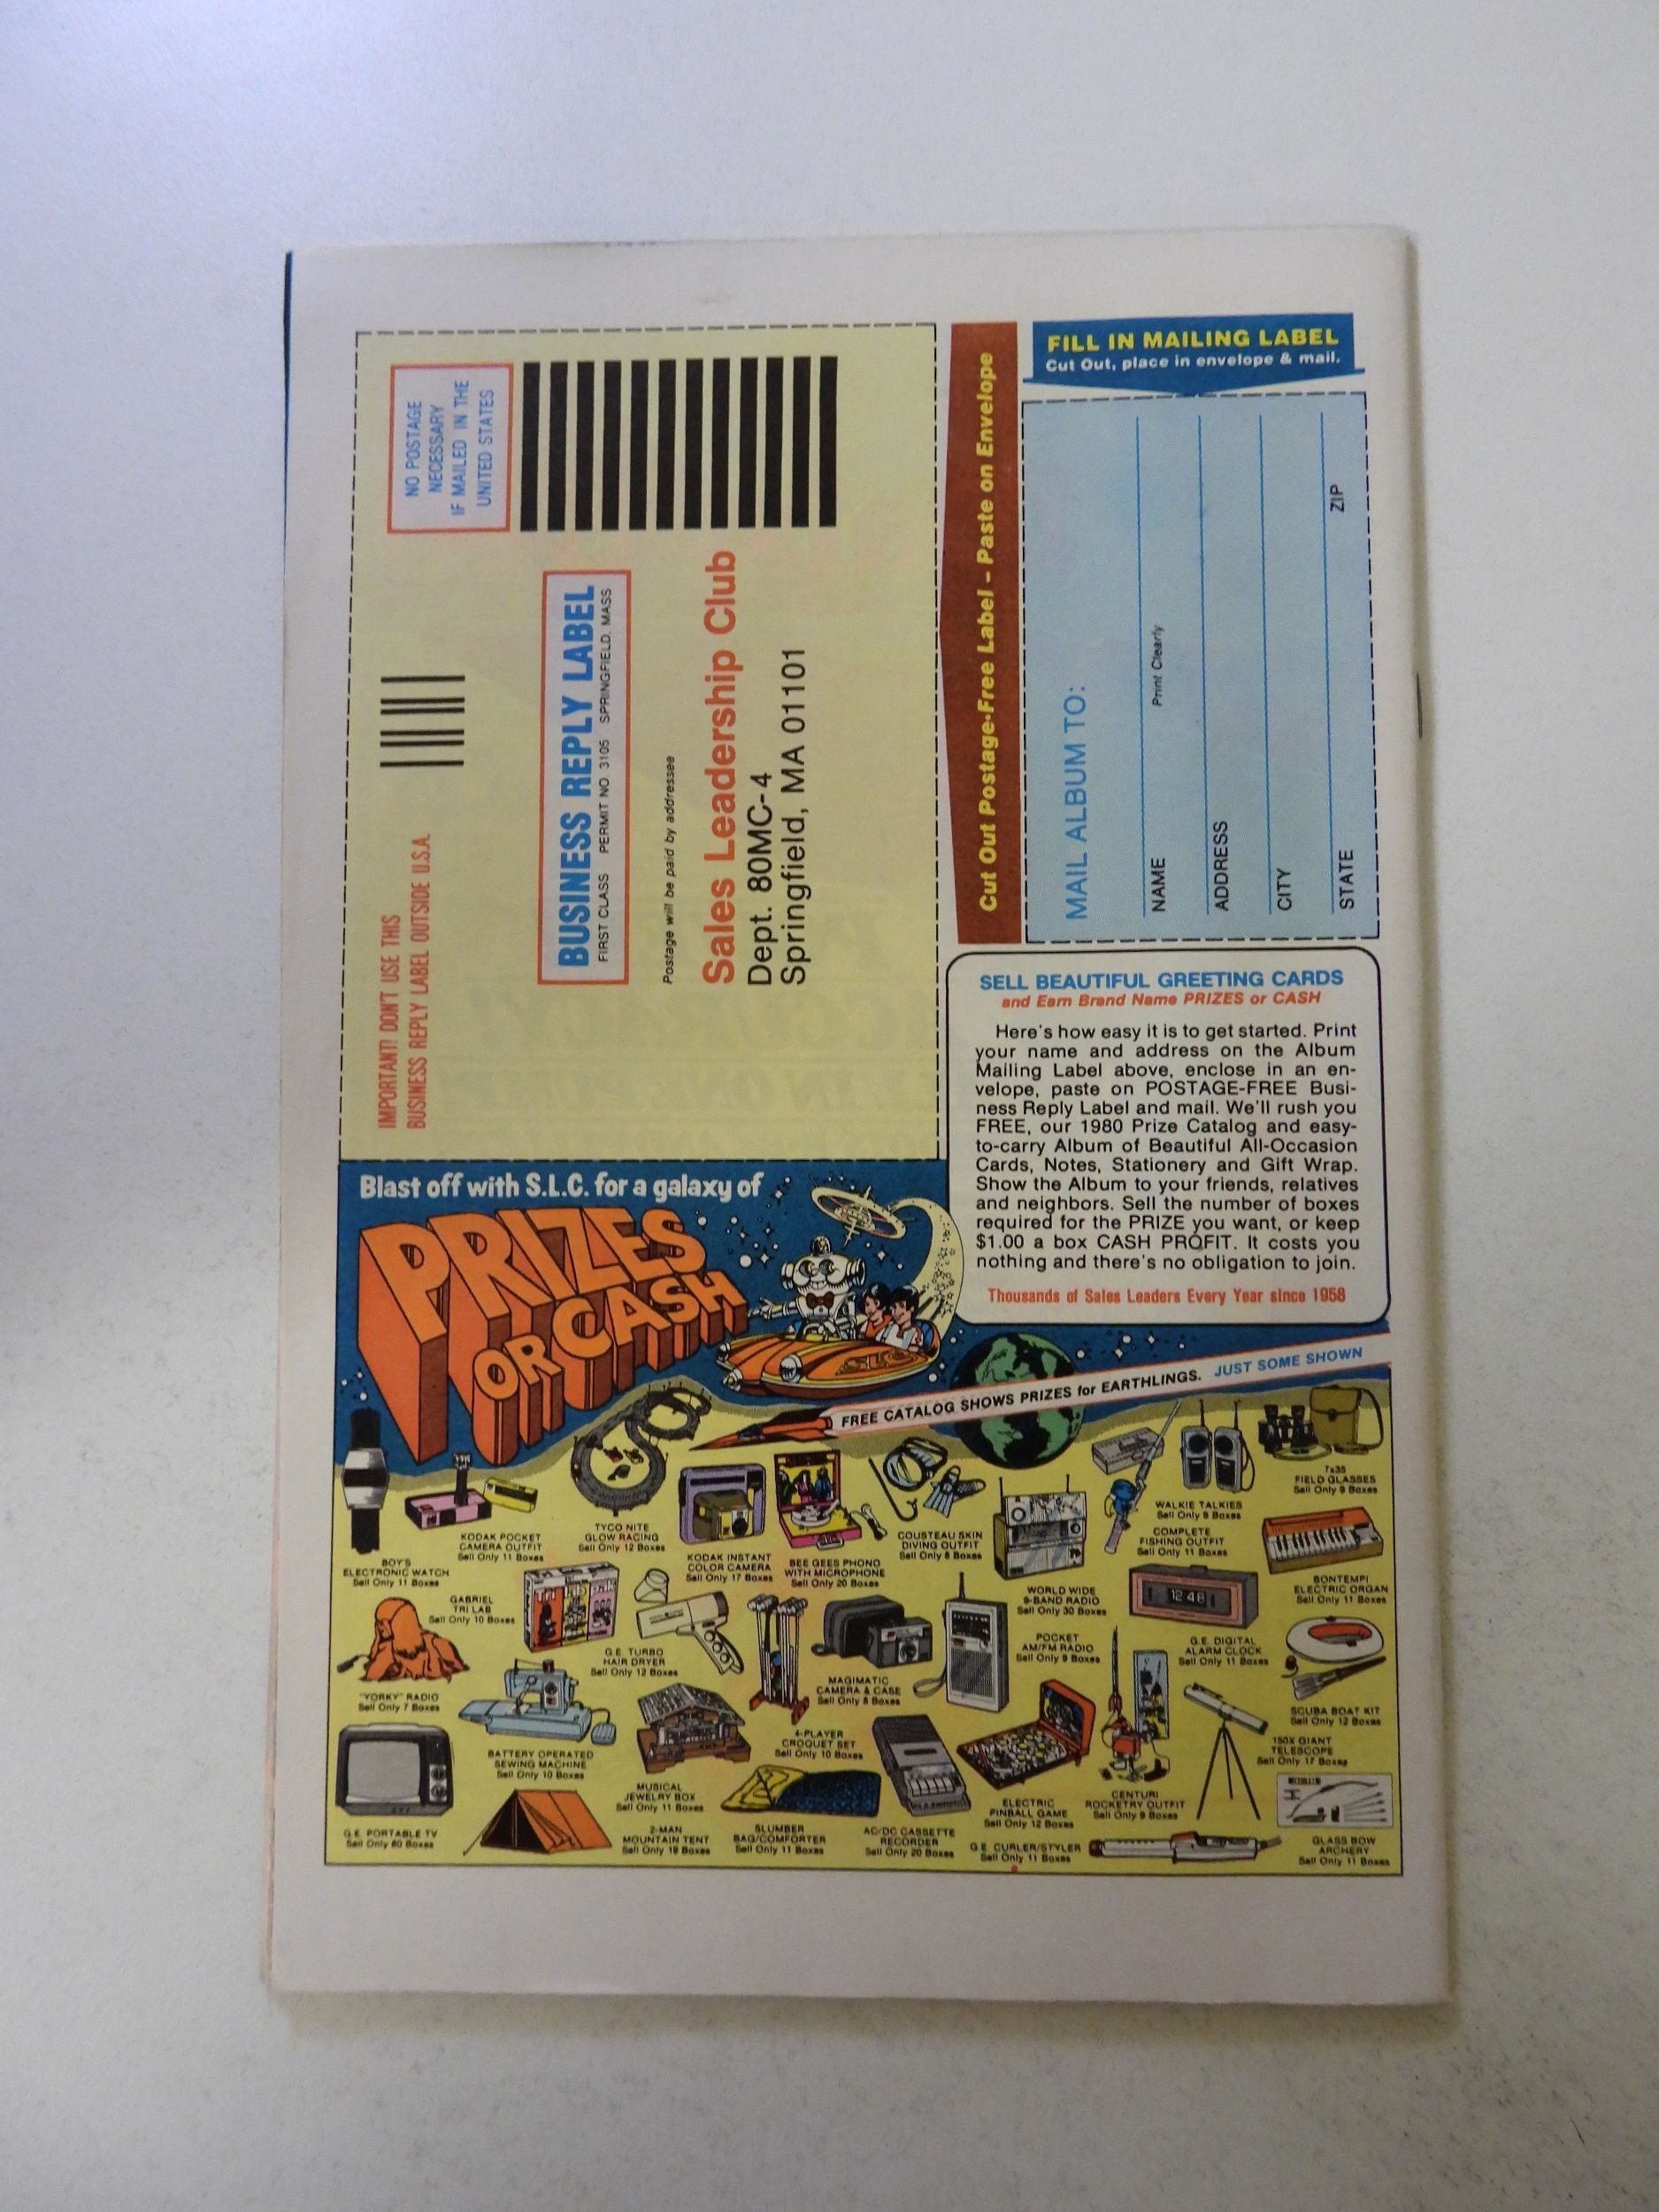 IMPORTANT! DON'T USE THIS
BUSINESS REPLY LABEL OUTSIDE U.S.A.
NO POSTAGE
NECESSARY
IF MAILED IN THE
UNITED STATES
BUSINESS REPLY LABEL
FIRST CLASS PERMIT NO. 3105 SPRINGFIELD, MASS
Postage will be paid by addressee
Sales Leadership Club
Dept. 80MC-4
Springfield, MA 01101
Cut Out Postage-Free Label – Paste on Envelope
FILL IN MAILING LABEL
Cut Out, place in envelope & mail.
MAIL ALBUM TO:
NAME
Print Clearly
ADDRESS
CITY
STATE ZIP
SELL BEAUTIFUL GREETING CARDS
and Earn Brand Name PRIZES or CASH
Here's how easy it is to get started. Print
your name and address on the Album
Mailing Label above, enclose in an en-
velope, paste on POSTAGE-FREE Busi-
ness Reply Label and mail. We'll rush you
FREE, our 1980 Prize Catalog and easy-
to-carry Album of Beautiful All-Occasion
Cards, Notes, Stationery and Gift Wrap.
Show the Album to your friends, relatives
and neighbors. Sell the number of boxes
required for the PRIZE you want, or keep
$1.00 a box CASH PROFIT. It costs you
nothing and there's no obligation to join.
Thousands of Sales Leaders Every Year since 1958
Blast off with S.L.C. for a galaxy of
PRIZES
OR CASH
SLC
FREE CATALOG SHOWS PRIZES for EARTHLINGS. JUST SOME SHOWN
BOY'S
ELECTRONIC WATCH
Sell Only 11 Boxes
KODAK POCKET
CAMERA OUTFIT
Sell Only 11 Boxes
TYCO NITE
GLOW RACING
Sell Only 12 Boxes
KODAK INSTANT
COLOR CAMERA
Sell Only 17 Boxes
BEE GEES PHONO
WITH MICROPHONE
Sell Only 20 Boxes
COUSTEAU SKIN
DIVING OUTFIT
Sell Only 8 Boxes
WORLD WIDE
9-BAND RADIO
Sell Only 30 Boxes
WALKIE TALKIES
Sell Only 9 Boxes
COMPLETE
FISHING OUTFIT
Sell Only 11 Boxes
7x35
FIELD GLASSES
Sell Only 9 Boxes
BONTEMPI
ELECTRIC ORGAN
Sell Only 11 Boxes
GABRIEL
TRI LAB
Sell Only 10 Boxes
"YORKY" RADIO
Sell Only 7 Boxes
G.E. TURBO
HAIR DRYER
Sell Only 12 Boxes
MAGIMATIC
CAMERA & CASE
Sell Only 8 Boxes
POCKET
AM/FM RADIO
Sell Only 9 Boxes
12 48
G.E. DIGITAL
ALARM CLOCK
Sell Only 11 Boxes
SCUBA BOAT KIT
Sell Only 12 Boxes
BATTERY OPERATED
SEWING MACHINE
Sell Only 10 Boxes
4-PLAYER
CROQUET SET
Sell Only 10 Boxes
150X GIANT
TELESCOPE
Sell Only 17 Boxes
MUSICAL
JEWELRY BOX
Sell Only 11 Boxes
ELECTRIC
PINBALL GAME
Sell Only 12 Boxes
CENTURI
ROCKETRY OUTFIT
Sell Only 9 Boxes
G.E. PORTABLE TV
Sell Only 60 Boxes
2-MAN
MOUNTAIN TENT
Sell Only 19 Boxes
SLUMBER
BAG/COMFORTER
Sell Only 11 Boxes
AC/DC CASSETTE
RECORDER
Sell Only 20 Boxes
G.E. CURLER/STYLER
Sell Only 11 Boxes
GLASS BOW
ARCHERY
Sell Only 11 Boxes